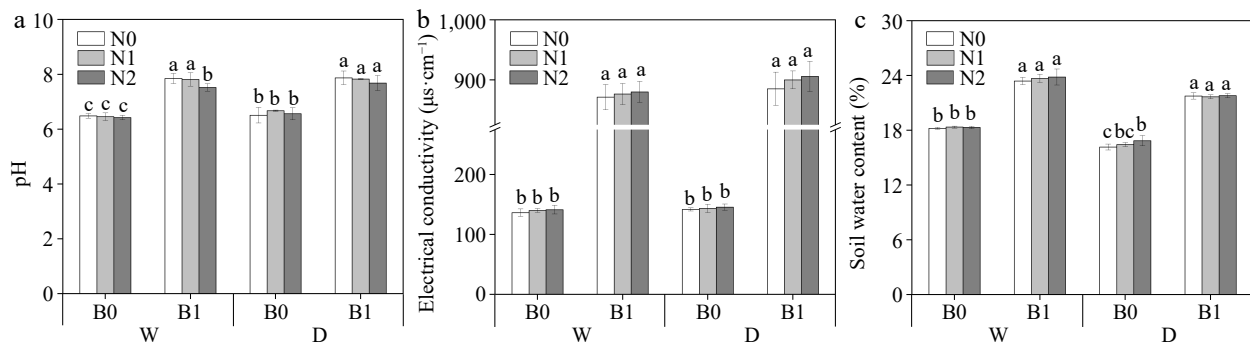 a
pH
10
8
6
4
2
0
N0
N1
N2
c c c
a a b
b b b
a a a
B0 B1 B0 B1
W D
b
Electrical conductivity (μs·cm⁻¹)
1,000
900
200
100
0
N0
N1
N2
b b b
a a a
b b b
a a a
B0 B1 B0 B1
W D
c
Soil water content (%)
30
24
18
12
6
0
N0
N1
N2
b b b
a a a
c bc b
a a a
B0 B1 B0 B1
W D